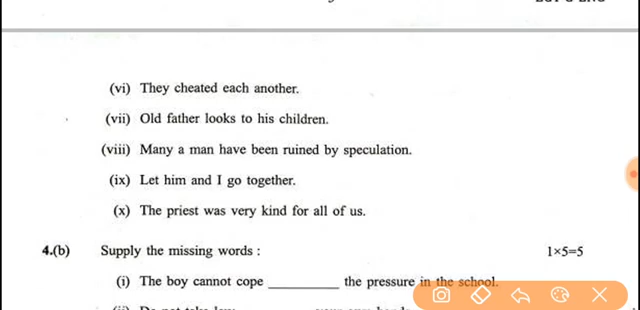 (vi) They cheated each another.
(vii) Old father looks to his children.
(viii) Many a man have been ruined by speculation.
(ix) Let him and I go together.
(x) The priest was very kind for all of us.
4.(b) Supply the missing words : 1×5=5
(i) The boy cannot cope ________ the pressure in the school.